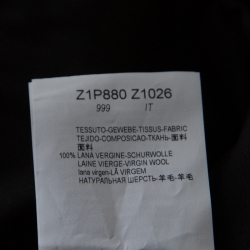 Z1P880 Z1026
999 IT
TESSUTO-GEWEBE-TISSUS-FABRIC
TEJIDO-COMPOSICAO-ТКАНЬ-面料
面料
100% LANA VERGINE-SCHURWOLLE
LAINE VIERGE-VIRGIN WOOL
lana virgen-LÃ VIRGEM
НАТУРАЛЬНАЯ ШЕРСТЬ-羊毛-羊毛